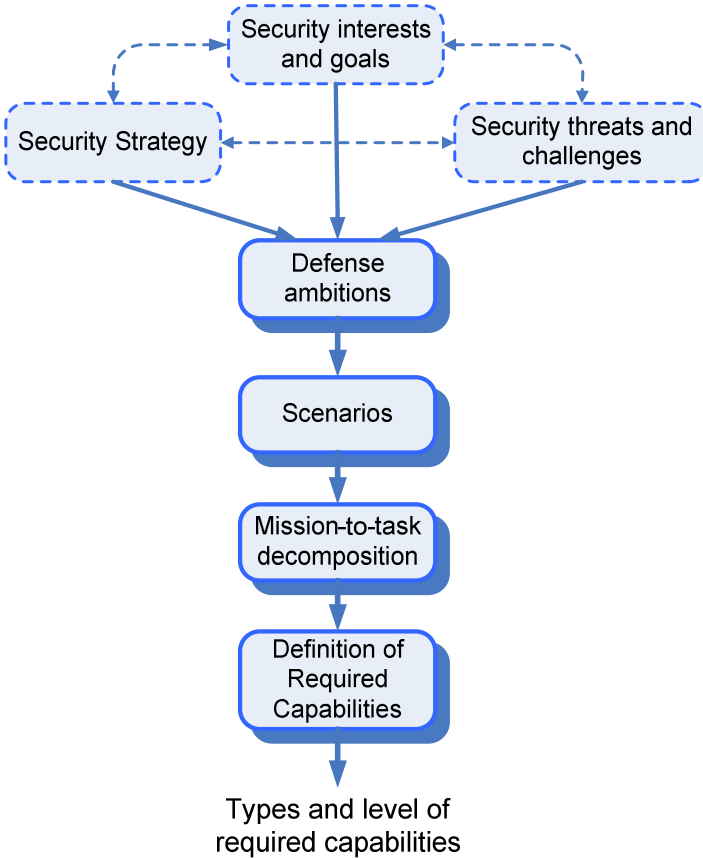 Security interests
and goals
Security Strategy
Security threats and
challenges
Defense
ambitions
Scenarios
Mission-to-task
decomposition
Definition of
Required
Capabilities
Types and level of
required capabilities